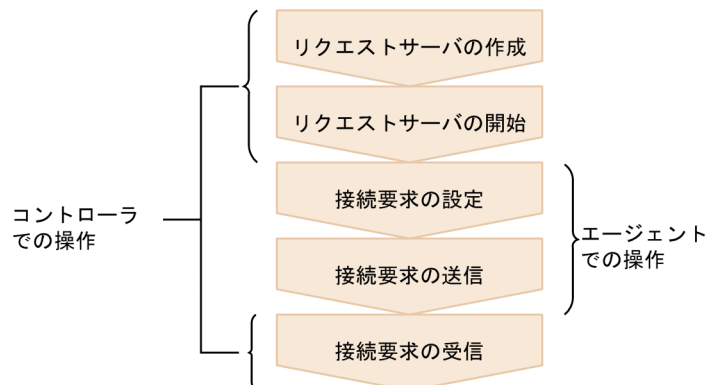 リクエストサーバの作成
リクエストサーバの開始
接続要求の設定
コントローラ
での操作
エージェント
での操作
接続要求の送信
接続要求の受信